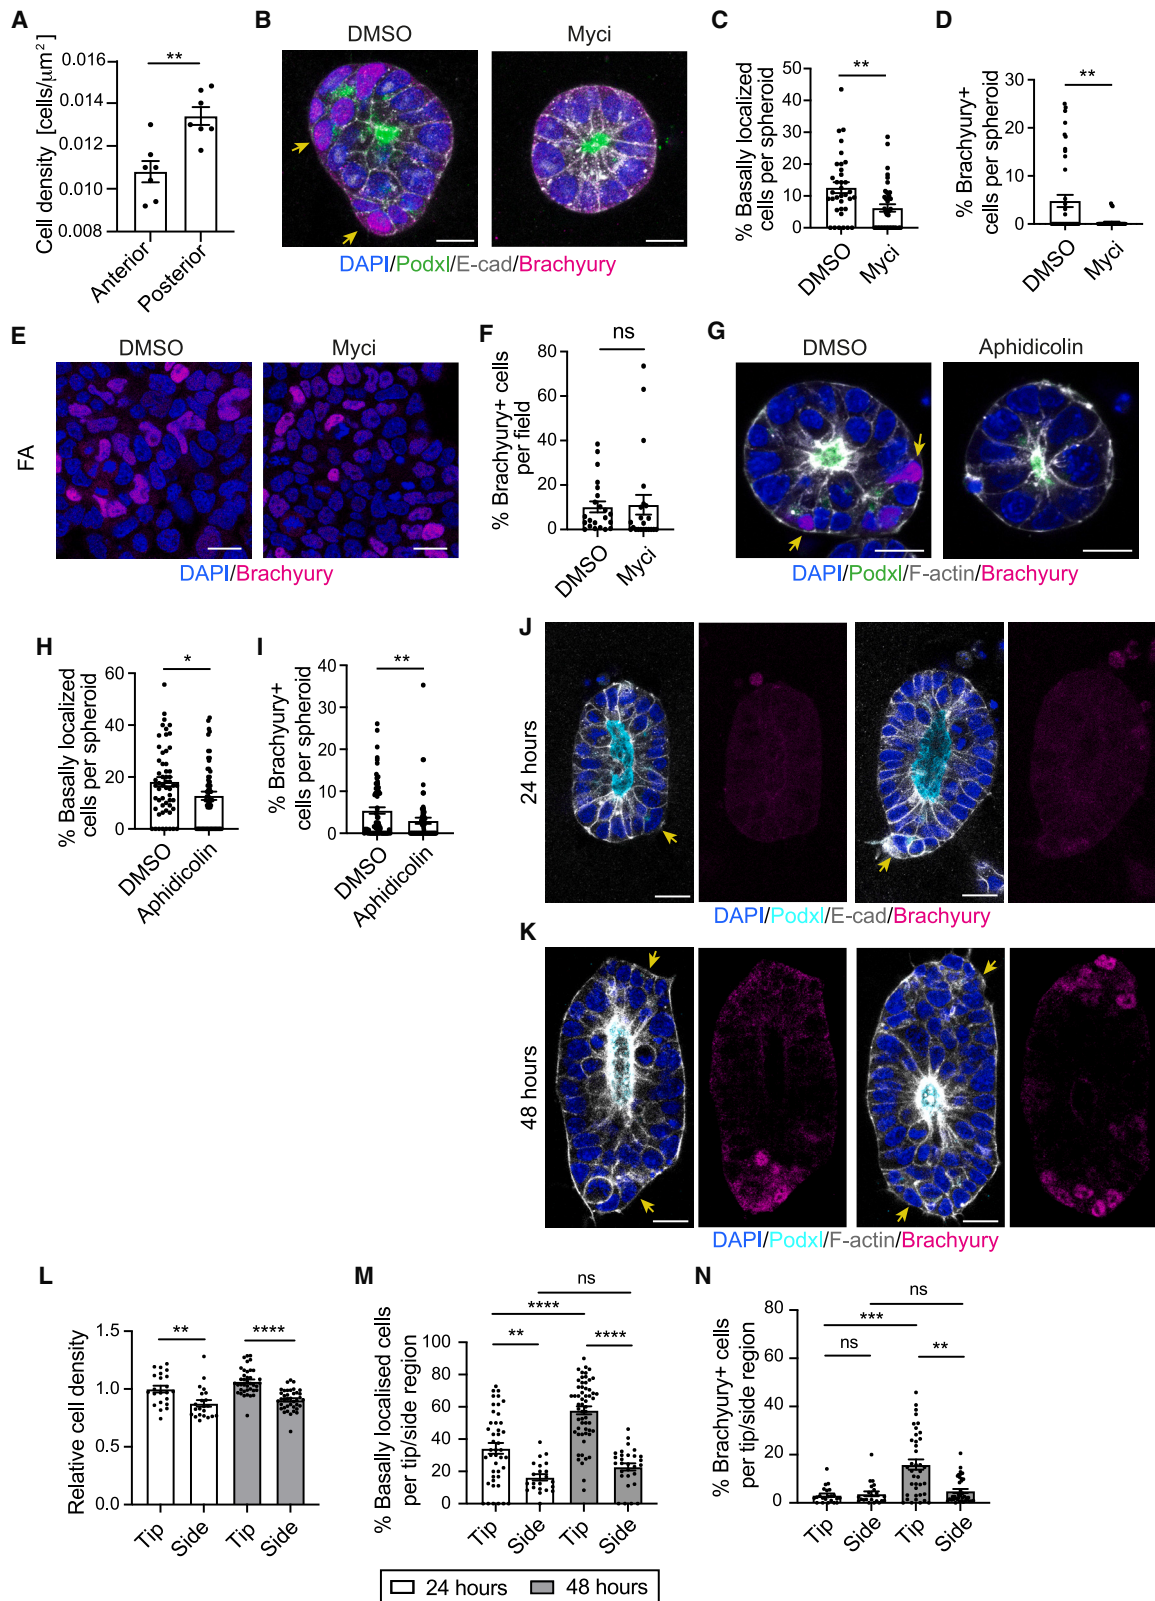 A
Cell density [cells/μm²]
0.016
0.014
0.012
0.010
0.008
**
Anterior
Posterior
B
DMSO
Myci
DAPI/Podxl/E-cad/Brachyury
C
% Basally localized
cells per spheroid
50
40
30
20
10
0
**
DMSO
Myci
D
% Brachyury+
cells per spheroid
30
20
10
0
**
DMSO
Myci
E
DMSO
Myci
FA
DAPI/Brachyury
F
% Brachyury+ cells
per field
80
60
40
20
0
ns
DMSO
Myci
G
DMSO
Aphidicolin
DAPI/Podxl/F-actin/Brachyury
H
% Basally localized
cells per spheroid
60
40
20
0
*
DMSO
Aphidicolin
I
% Brachyury+
cells per spheroid
40
30
20
10
0
**
DMSO
Aphidicolin
J
24 hours
DAPI/Podxl/E-cad/Brachyury
K
48 hours
DAPI/Podxl/F-actin/Brachyury
L
Relative cell density
1.5
1.0
0.5
0.0
**
****
Tip
Side
Tip
Side
M
% Basally localised cells
per tip/side region
100
80
60
40
20
0
ns
****
**
****
Tip
Side
Tip
Side
N
% Brachyury+ cells
per tip/side region
80
60
40
20
0
ns
***
ns
**
Tip
Side
Tip
Side
24 hours
48 hours